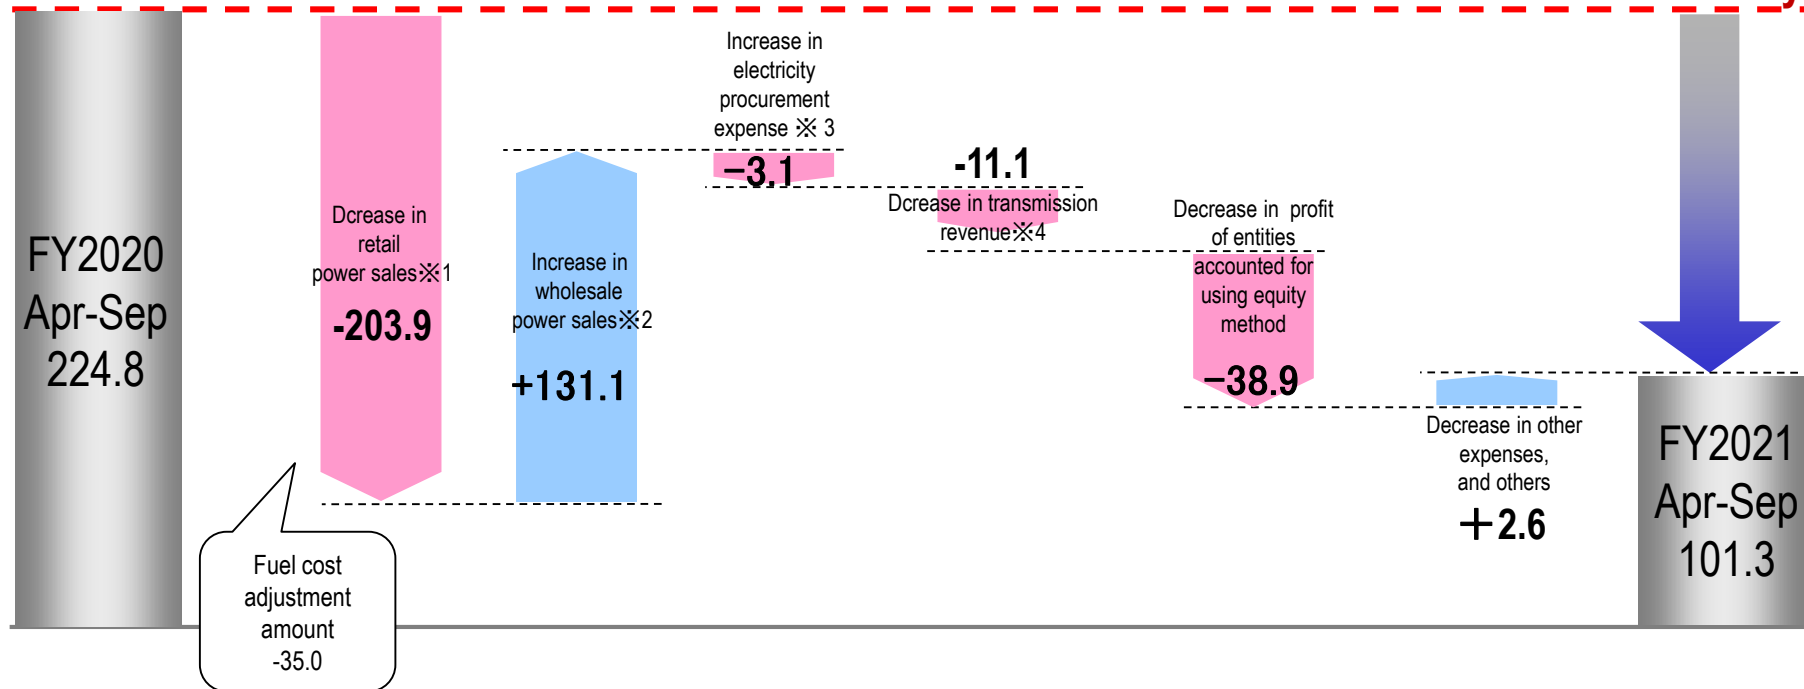 FY2020
Apr-Sep
224.8
Dcrease in
retail
power sales※1
-203.9
Fuel cost
adjustment
amount
-35.0
Increase in
wholesale
power sales※2
+131.1
Increase in
electricity
procurement
expense ※ 3
−3.1
-11.1
Dcrease in transmission
revenue※4
Decrease in profit
of entities
accounted for
using equity
method
−38.9
Decrease in other
expenses,
and others
＋2.6
FY2021
Apr-Sep
101.3